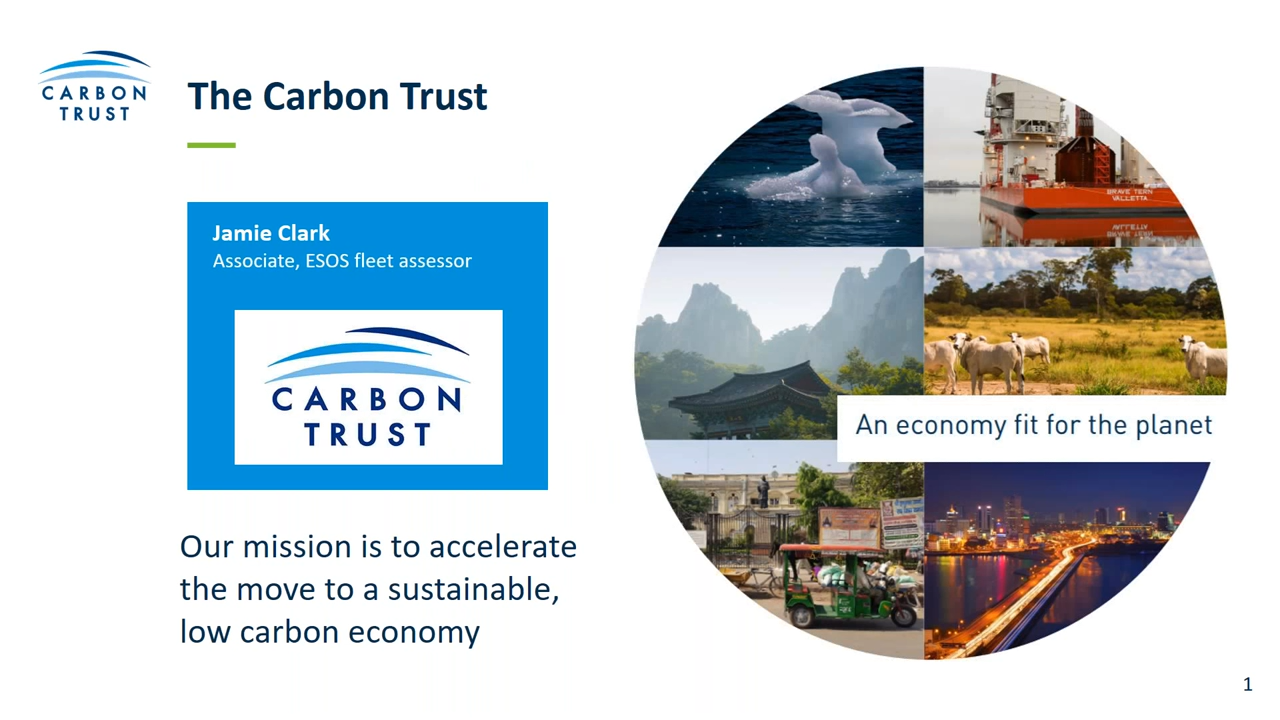 CARBON
TRUST
The Carbon Trust
Jamie Clark
Associate, ESOS fleet assessor
CARBON
TRUST
Our mission is to accelerate
the move to a sustainable,
low carbon economy
BRAVE TERN
VALLETTA
An economy fit for the planet
1